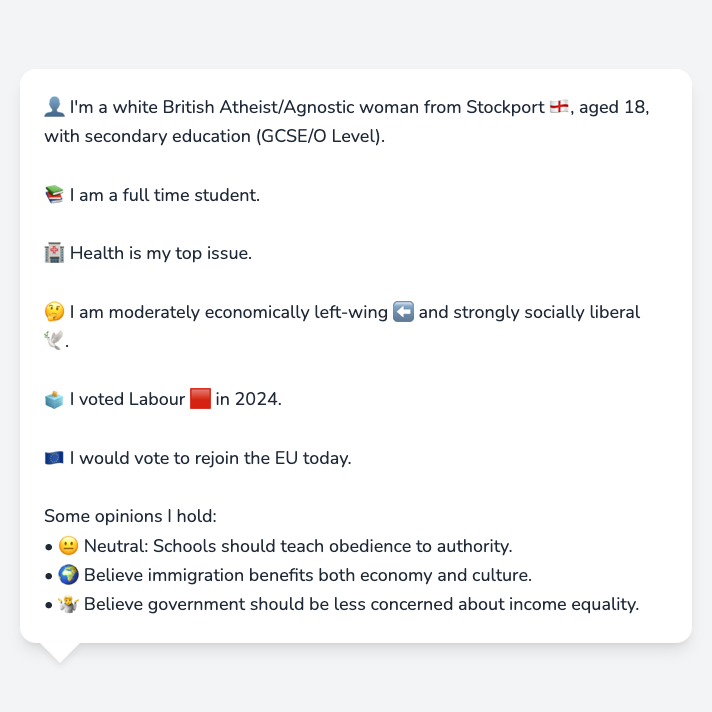 👤 I'm a white British Atheist/Agnostic woman from Stockport 🏴󠁧󠁢󠁥󠁮󠁧󠁿, aged 18,
with secondary education (GCSE/O Level).
📚 I am a full time student.
🏥 Health is my top issue.
🤔 I am moderately economically left-wing ⬅️ and strongly socially liberal
🕊️.
🗳️ I voted Labour 🟥 in 2024.
🇪🇺 I would vote to rejoin the EU today.
Some opinions I hold:
• 😐 Neutral: Schools should teach obedience to authority.
• 🌍 Believe immigration benefits both economy and culture.
• 🤷 Believe government should be less concerned about income equality.